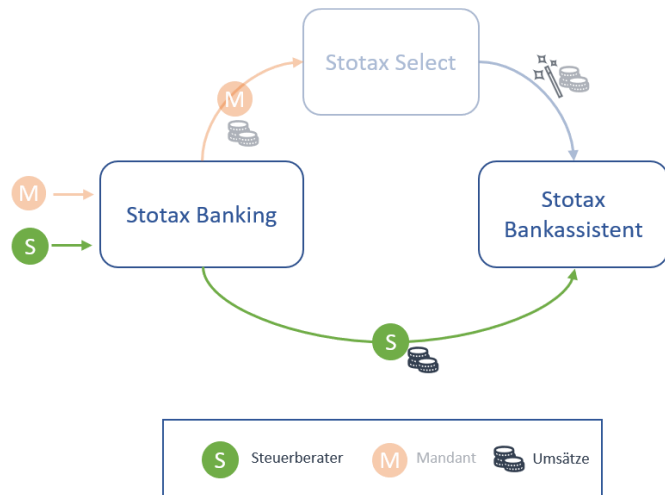 Stotax Select
M
M
Stotax Banking
S
Stotax
Bankassistent
S
S Steuerberater M Mandant Umsätze